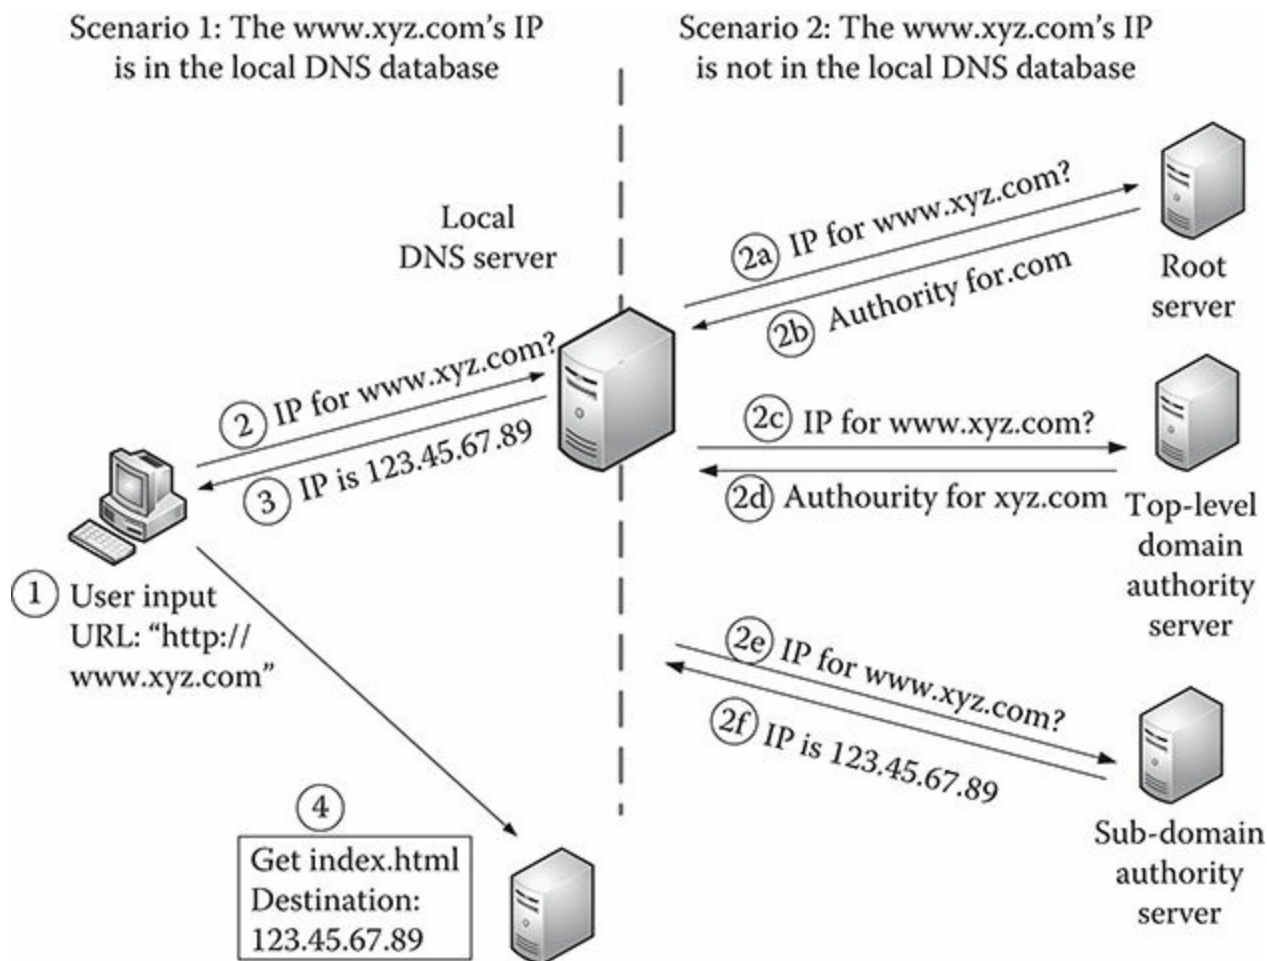 Scenario 1: The www.xyz.com's IP
is in the local DNS database
Scenario 2: The www.xyz.com's IP
is not in the local DNS database
Local
DNS server
2a IP for www.xyz.com?
2b Authority for.com
Root
server
2 IP for www.xyz.com?
3 IP is 123.45.67.89
2c IP for www.xyz.com?
2d Authourity for xyz.com
Top-level
domain
authority
server
1 User input
URL: “http://
www.xyz.com”
2e IP for www.xyz.com?
2f IP is 123.45.67.89
Sub-domain
authority
server
4
Get index.html
Destination:
123.45.67.89